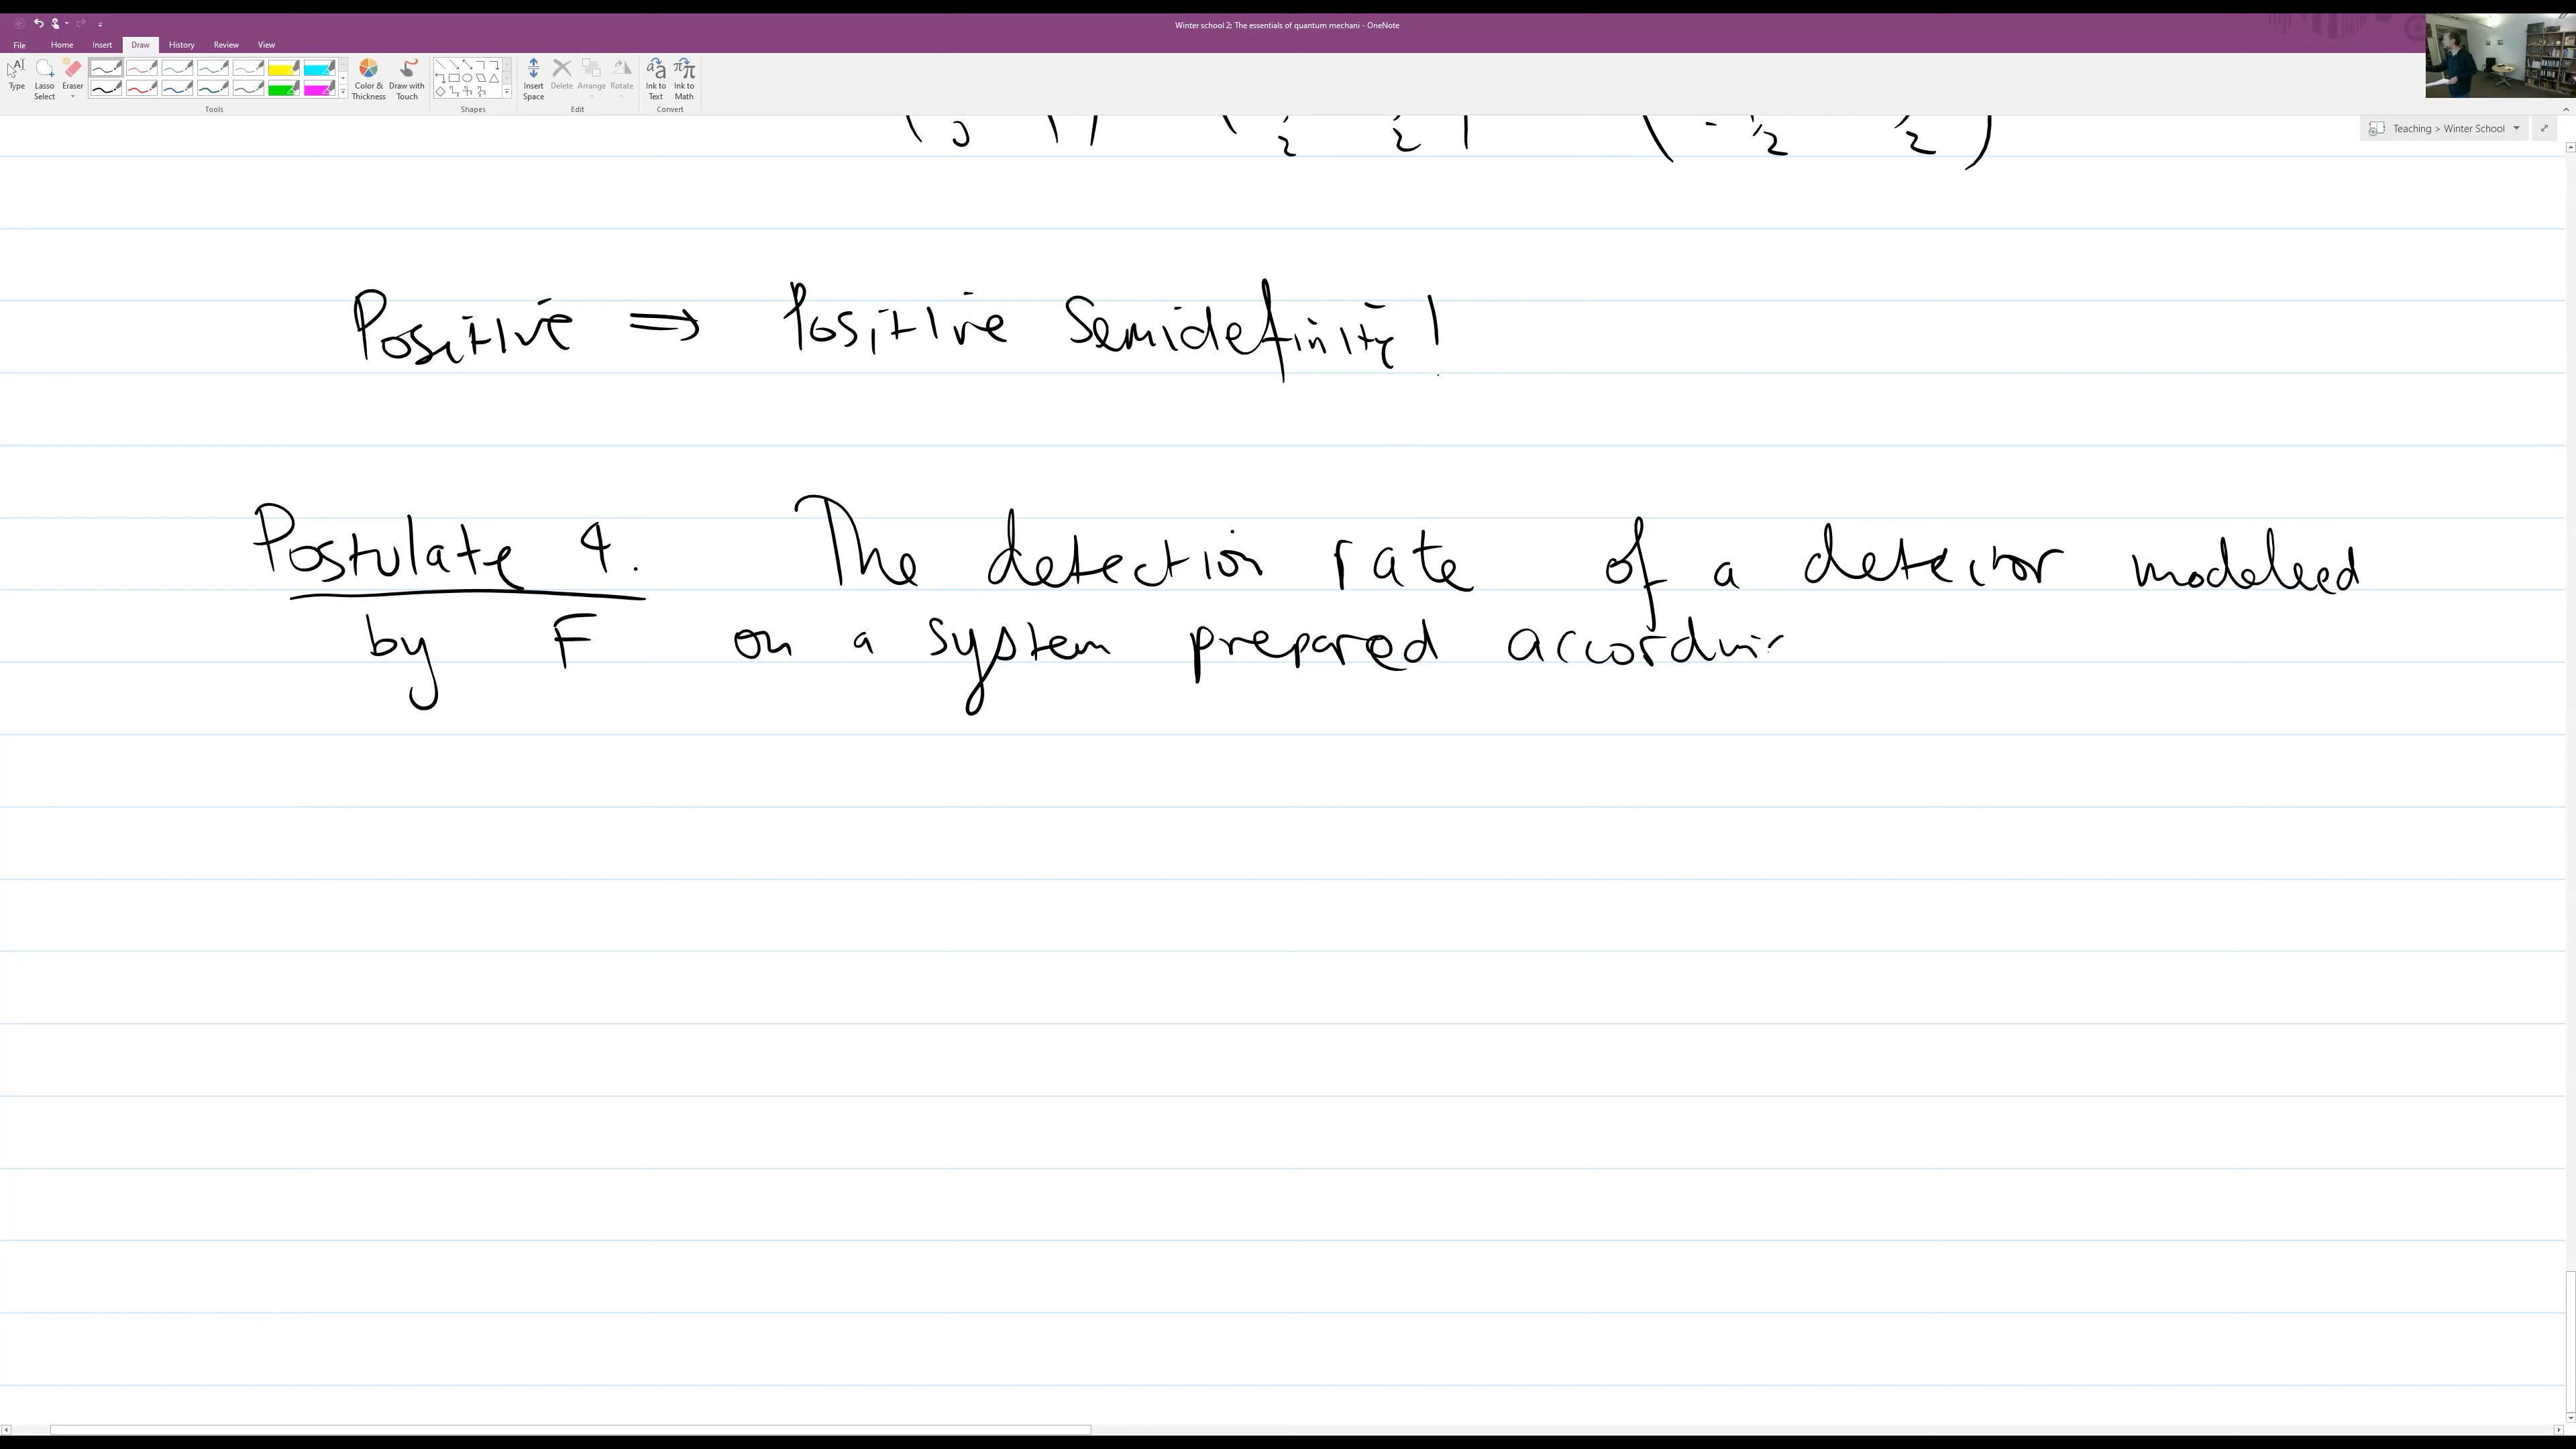 Winter school 2: The essentials of quantum mechani - OneNote
File Home Insert Draw History Review View
Type Lasso Select Eraser Color & Thickness Draw with Touch Insert Space Delete Arrange Rotate Ink to Text Ink to Math
Tools Shapes Edit Convert
Teaching > Winter School
Positive ⇒ Positive Semidefinite!
Postulate 4. The detection rate of a detector modelled
by F on a system prepared accordin